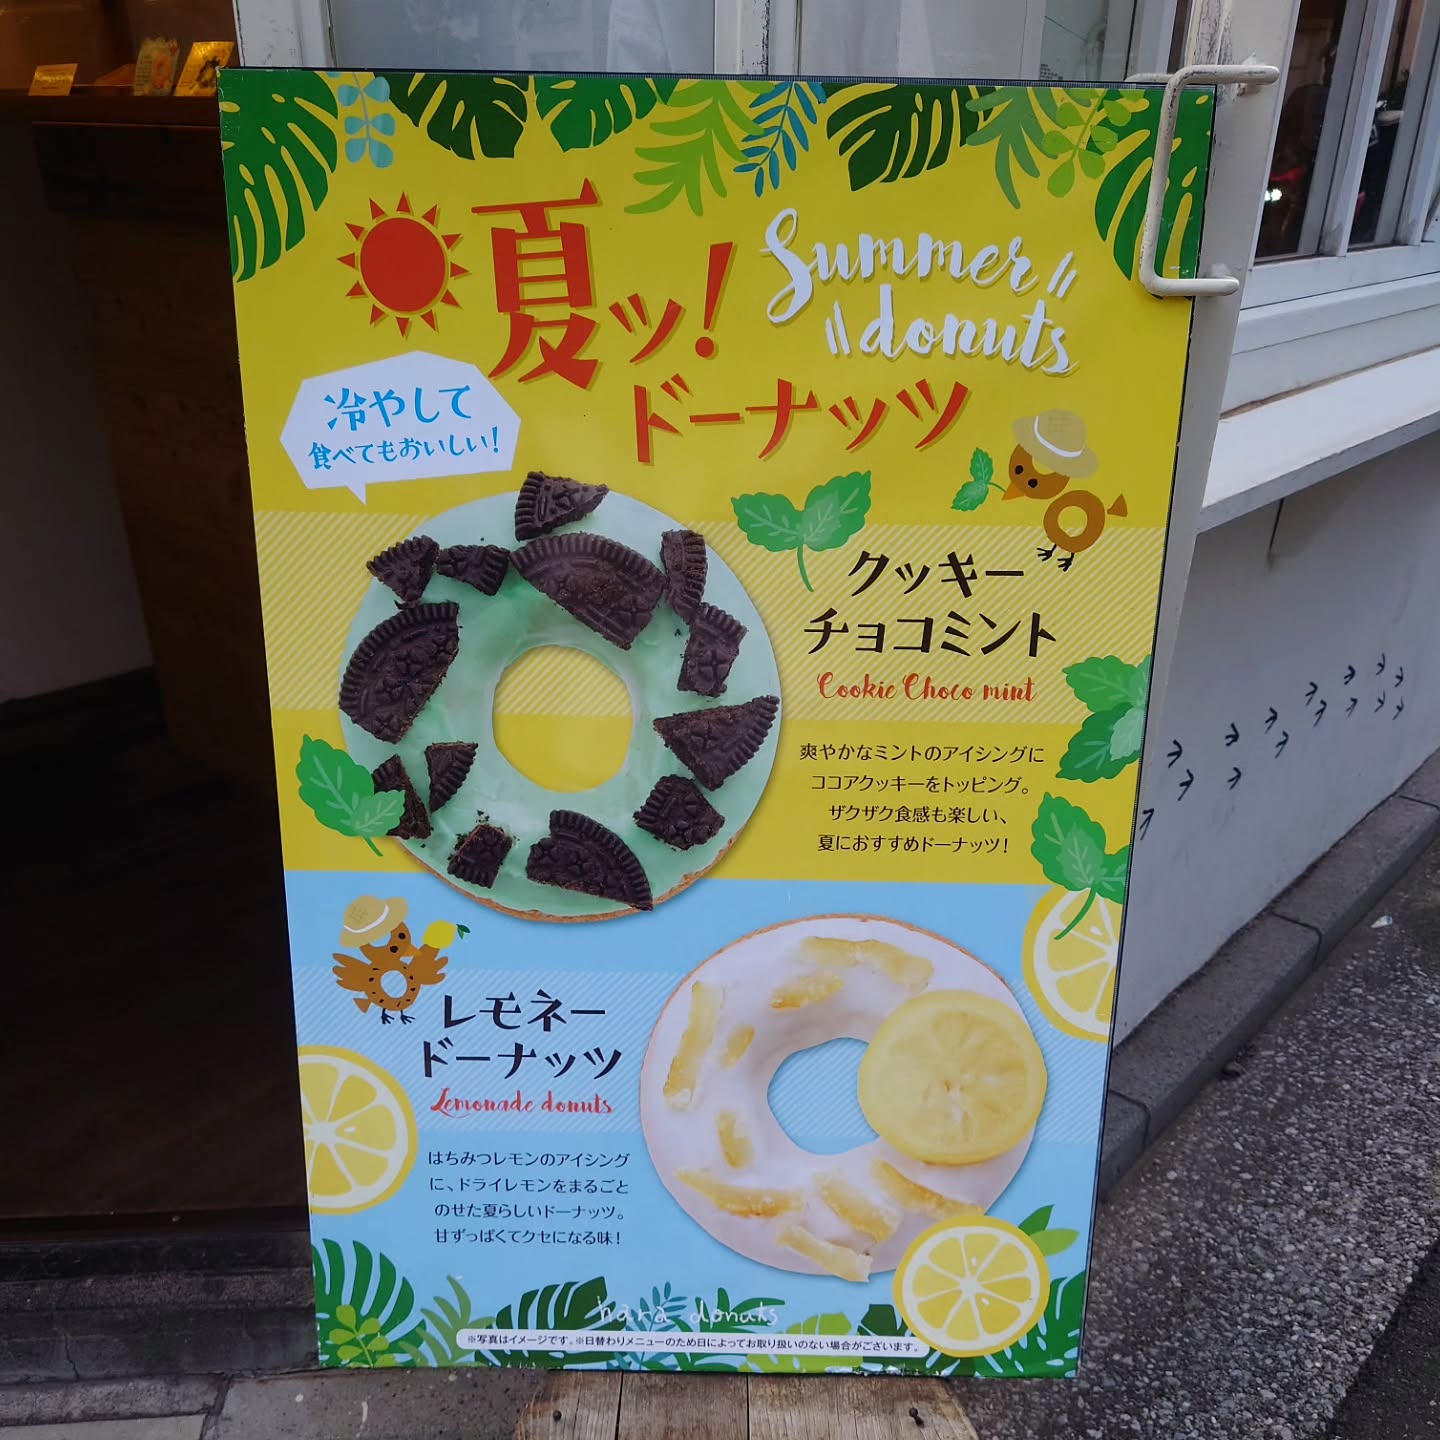 夏ッ!
ドーナッツ
Summer
donuts
冷やして
食べてもおいしい!
クッキー
チョコミント
Cookie Choco mint
爽やかなミントのアイシングに
ココアクッキーをトッピング。
ザクザク食感も楽しい、
夏におすすめドーナッツ!
レモネー
ドーナッツ
Lemonade donuts
はちみつレモンのアイシング
に、ドライレモンをまるごと
のせた夏らしいドーナッツ。
甘ずっぱくてクセになる味!
hara donuts
※写真はイメージです。※日替わりメニューのため日によってお取り扱いのない場合がございます。